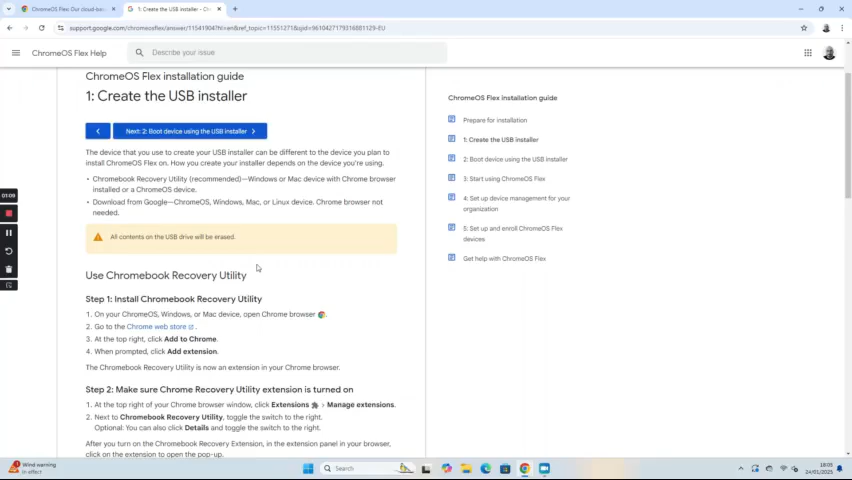 ChromeOS Flex: Our cloud-bas
1: Create the USB installer - Ch
support.google.com/chromeosflex/answer/11541904?hl=en&ref_topic=11551271&sjid=9610427179316881129-EU
ChromeOS Flex Help
Describe your issue
ChromeOS Flex installation guide
1: Create the USB installer
Next: 2: Boot device using the USB installer
The device that you use to create your USB installer can be different to the device you plan to
install ChromeOS Flex on. How you create your installer depends on the device you're using.
• Chromebook Recovery Utility (recommended)—Windows or Mac device with Chrome browser
installed or a ChromeOS device.
• Download from Google—ChromeOS, Windows, Mac, or Linux device. Chrome browser not
needed.
All contents on the USB drive will be erased.
Use Chromebook Recovery Utility
Step 1: Install Chromebook Recovery Utility
1. On your ChromeOS, Windows, or Mac device, open Chrome browser .
2. Go to the Chrome web store .
3. At the top right, click Add to Chrome.
4. When prompted, click Add extension.
The Chromebook Recovery Utility is now an extension in your Chrome browser.
Step 2: Make sure Chrome Recovery Utility extension is turned on
1. At the top right of your Chrome browser window, click Extensions > Manage extensions.
2. Next to Chromebook Recovery Utility, toggle the switch to the right.
Optional: You can also click Details and toggle the switch to the right.
After you turn on the Chromebook Recovery Extension, in the extension panel in your browser,
click on the extension to open the pop-up.
ChromeOS Flex installation guide
Prepare for installation
1: Create the USB installer
2: Boot device using the USB installer
3: Start using ChromeOS Flex
4: Set up device management for your
organization
5: Set up and enroll ChromeOS Flex
devices
Get help with ChromeOS Flex
01:09
Wind warning
In effect
Search
18:05
24/01/2025